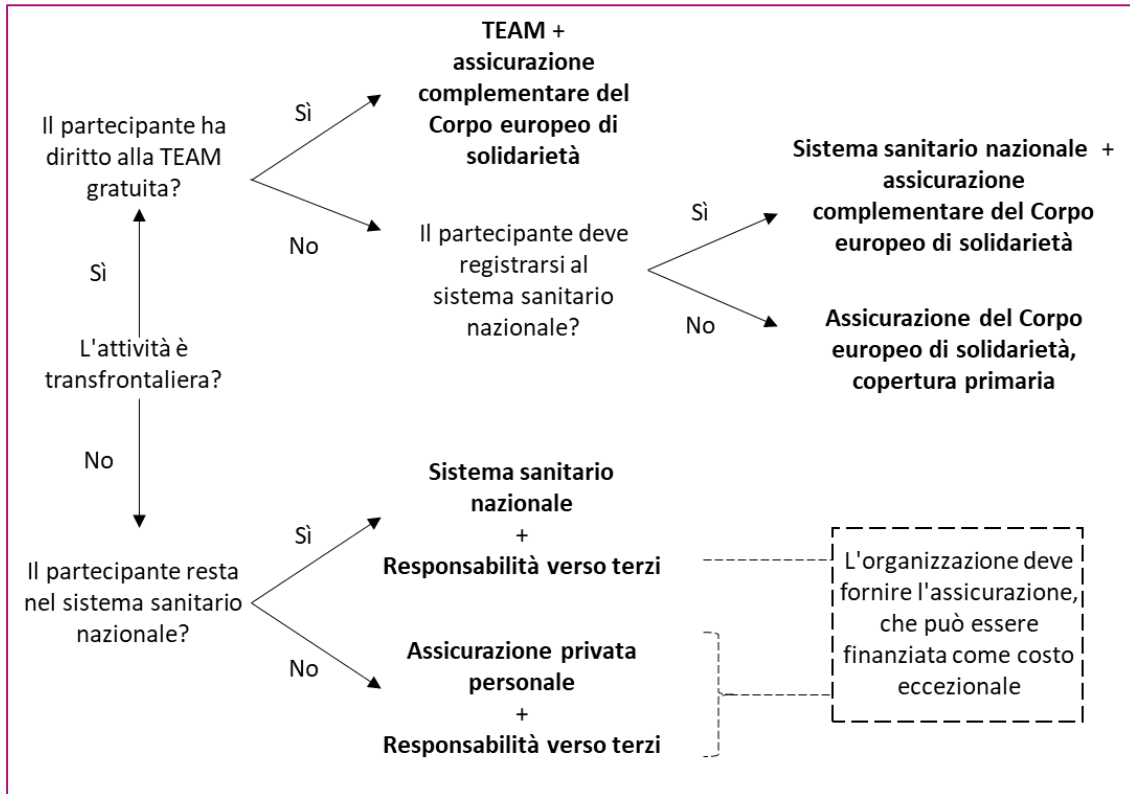 TEAM +
assicurazione
complementare del
Corpo europeo di
solidarietà
Sì
Il partecipante ha
diritto alla TEAM
gratuita?
No
Sistema sanitario nazionale +
assicurazione
complementare del Corpo
europeo di solidarietà
Sì
Il partecipante deve
registrarsi al
sistema sanitario
nazionale?
No
Assicurazione del Corpo
europeo di solidarietà,
copertura primaria
Sì
L'attività è
transfrontaliera?
No
Sistema sanitario
nazionale
+
Responsabilità verso terzi
Sì
Il partecipante resta
nel sistema sanitario
nazionale?
No
Assicurazione privata
personale
+
Responsabilità verso terzi
L'organizzazione deve
fornire l'assicurazione,
che può essere
finanziata come costo
eccezionale